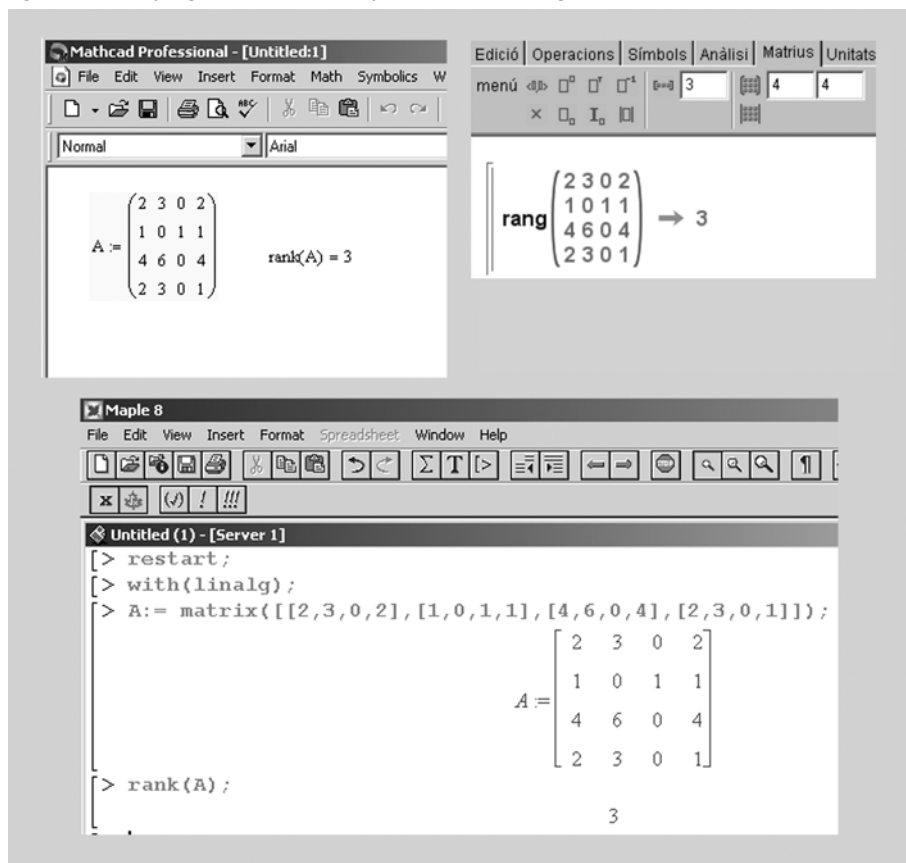 Mathcad Professional - [Untitled:1]
File Edit View Insert Format Math Symbolics W
Normal Arial
A := ( 2 3 0 2
1 0 1 1
4 6 0 4
2 3 0 1 )
rank(A) = 3
Edició Operacions Símbols Anàlisi Matrius Unitats
menú 3 4 4
rang ( 2 3 0 2
1 0 1 1
4 6 0 4
2 3 0 1 ) → 3
Maple 8
File Edit View Insert Format Spreadsheet Window Help
Σ T [>
x (√) ! !!!
Untitled (1) - [Server 1]
[> restart;
[> with(linalg);
[> A:= matrix([[2,3,0,2],[1,0,1,1],[4,6,0,4],[2,3,0,1]]);
A := [ 2 3 0 2
1 0 1 1
4 6 0 4
2 3 0 1 ]
[> rank(A);
3